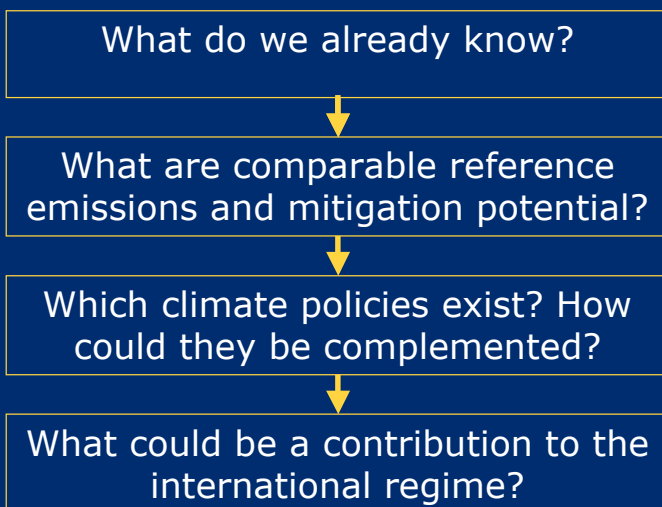 What do we already know?
What are comparable reference
emissions and mitigation potential?
Which climate policies exist? How
could they be complemented?
What could be a contribution to the
international regime?